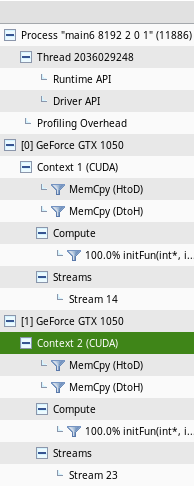 Process "main6 8192 2 0 1" (11886)
Thread 2036029248
Runtime API
Driver API
Profiling Overhead
[0] GeForce GTX 1050
Context 1 (CUDA)
MemCpy (HtoD)
MemCpy (DtoH)
Compute
100.0% initFun(int*, i...
Streams
Stream 14
[1] GeForce GTX 1050
Context 2 (CUDA)
MemCpy (HtoD)
MemCpy (DtoH)
Compute
100.0% initFun(int*, i...
Streams
Stream 23